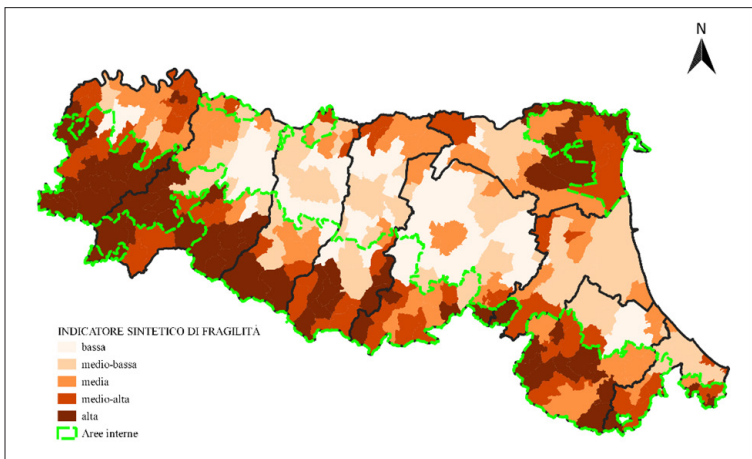 N
INDICATORE SINTETICO DI FRAGILITÀ
bassa
medio-bassa
media
medio-alta
alta
Aree interne